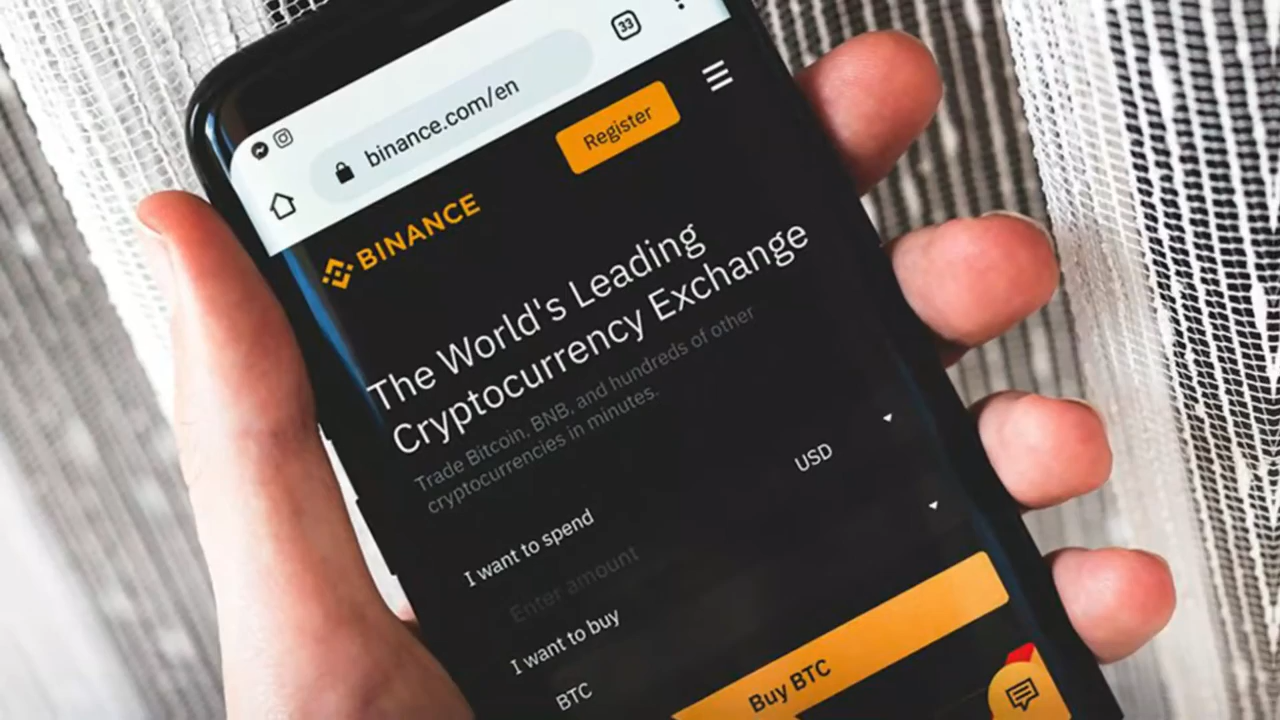 33
binance.com/en
Register
BINANCE
The World's Leading
Cryptocurrency Exchange
Trade Bitcoin, BNB, and hundreds of other
cryptocurrencies in minutes.
I want to spend
Enter amount
USD
I want to buy
BTC
Buy BTC